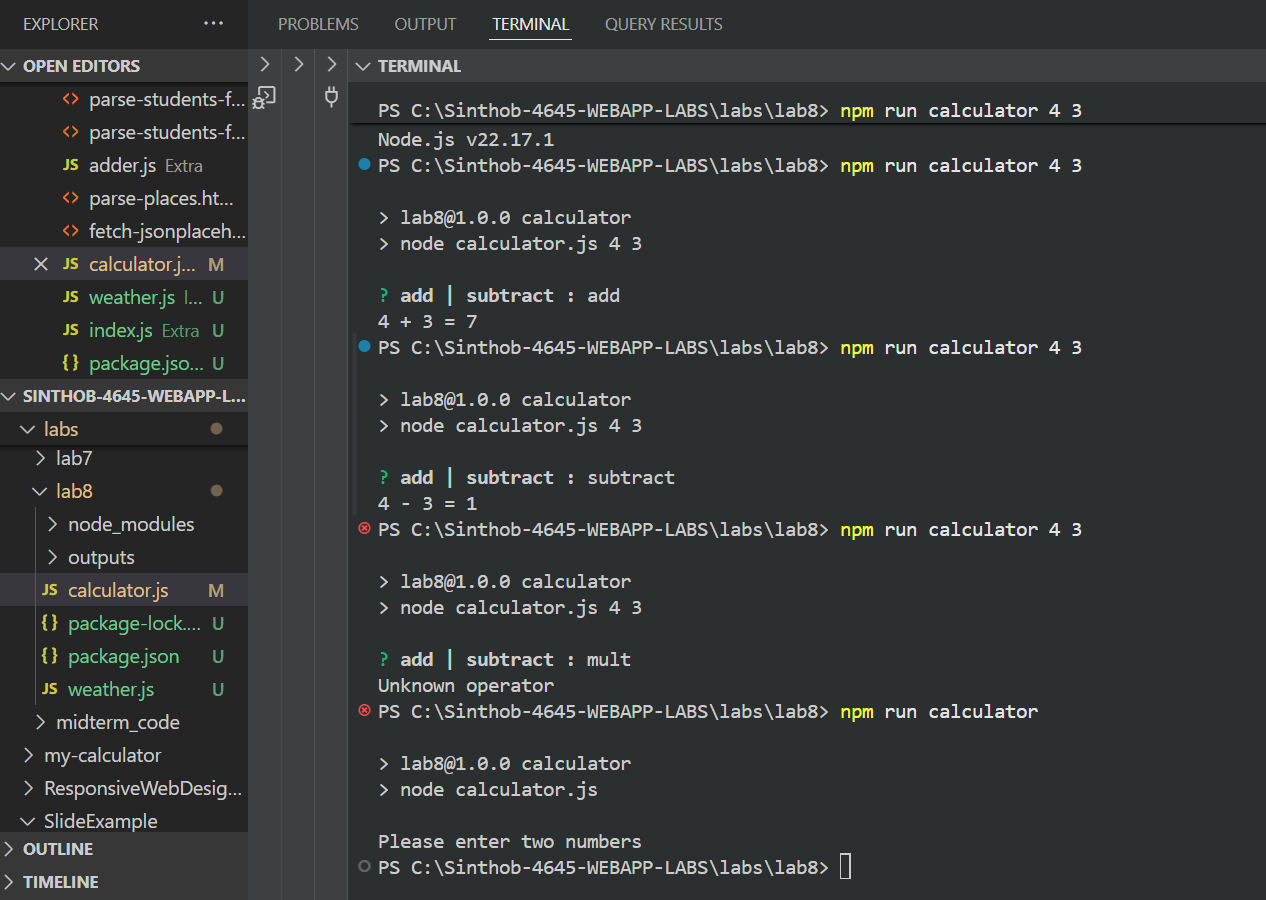 EXPLORER
OPEN EDITORS
parse-students-f...
parse-students-f...
JS adder.js Extra
parse-places.ht...
fetch-jsonplaceh...
JS calculator.j... M
JS weather.js l... U
JS index.js Extra U
{} package.jso... U
SINTHOB-4645-WEBAPP-L...
labs
lab7
lab8
node_modules
outputs
JS calculator.js M
{} package-lock.... U
{} package.json U
JS weather.js U
midterm_code
my-calculator
ResponsiveWebDesig...
SlideExample
OUTLINE
TIMELINE
PROBLEMS OUTPUT TERMINAL QUERY RESULTS
TERMINAL
PS C:\Sinthob-4645-WEBAPP-LABS\labs\lab8> npm run calculator 4 3
Node.js v22.17.1
PS C:\Sinthob-4645-WEBAPP-LABS\labs\lab8> npm run calculator 4 3
> lab8@1.0.0 calculator
> node calculator.js 4 3
? add | subtract : add
4 + 3 = 7
PS C:\Sinthob-4645-WEBAPP-LABS\labs\lab8> npm run calculator 4 3
> lab8@1.0.0 calculator
> node calculator.js 4 3
? add | subtract : subtract
4 - 3 = 1
PS C:\Sinthob-4645-WEBAPP-LABS\labs\lab8> npm run calculator 4 3
> lab8@1.0.0 calculator
> node calculator.js 4 3
? add | subtract : mult
Unknown operator
PS C:\Sinthob-4645-WEBAPP-LABS\labs\lab8> npm run calculator
> lab8@1.0.0 calculator
> node calculator.js
Please enter two numbers
PS C:\Sinthob-4645-WEBAPP-LABS\labs\lab8>